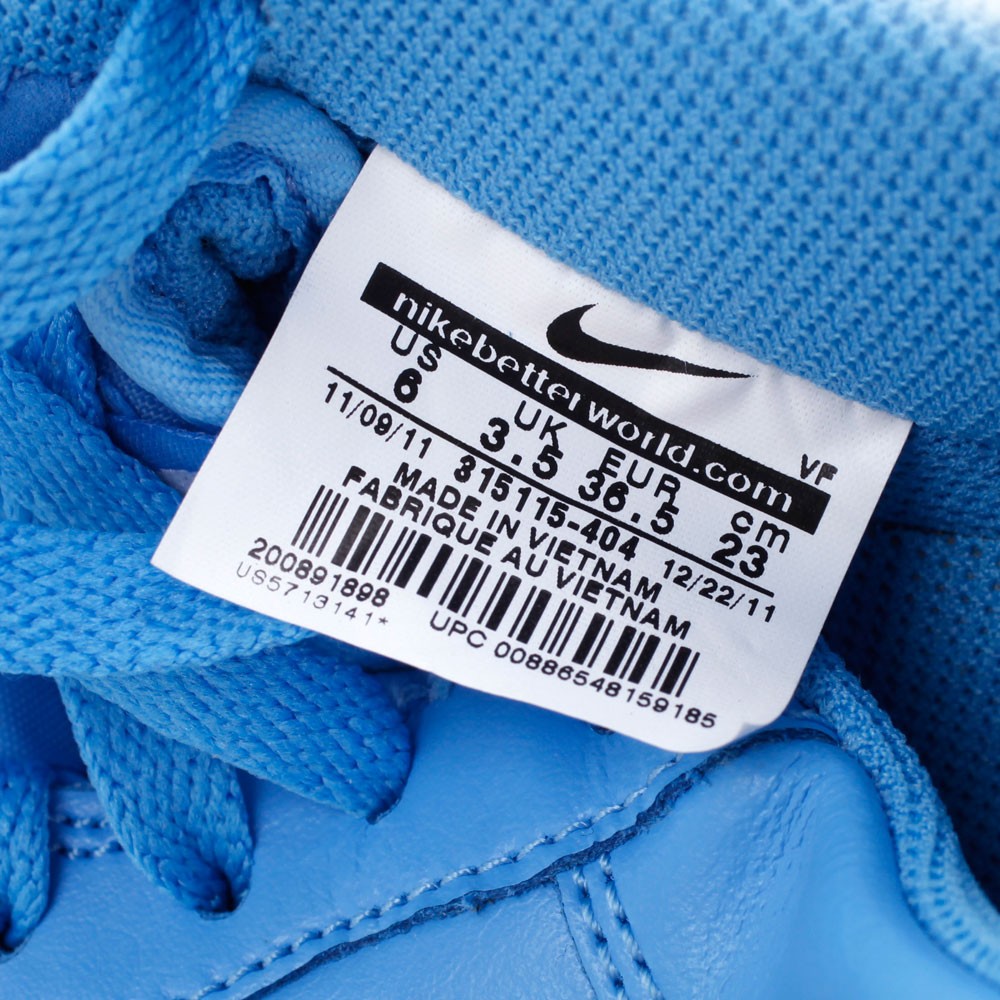 nikebetterworld.com
VF
US UK EUR cm
6 3.5 36.5 23
11/09/11 315115-404 12/22/11
MADE IN VIETNAM
FABRIQUE AU VIETNAM
200891898
US5713141* UPC 00886548159185